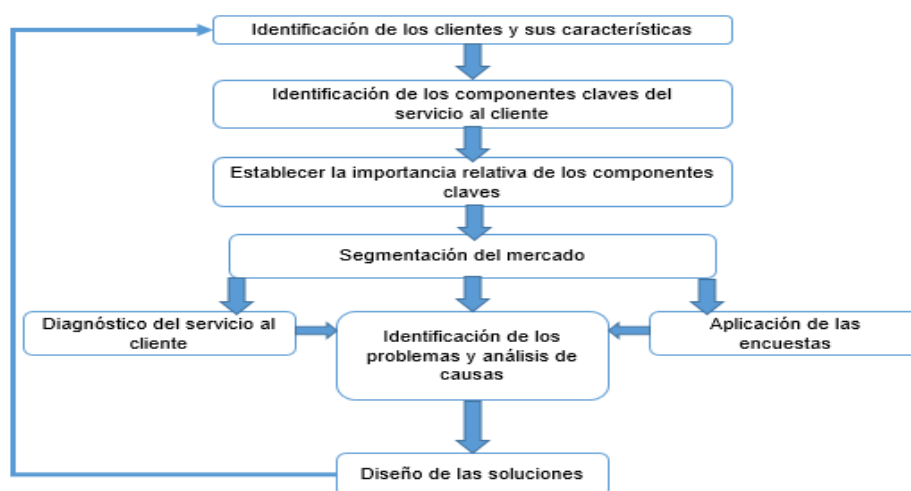 Identificación de los clientes y sus características
Identificación de los componentes claves del
servicio al cliente
Establecer la importancia relativa de los componentes
claves
Segmentación del mercado
Diagnóstico del servicio al
cliente
Identificación de los
problemas y análisis de
causas
Aplicación de las
encuestas
Diseño de las soluciones